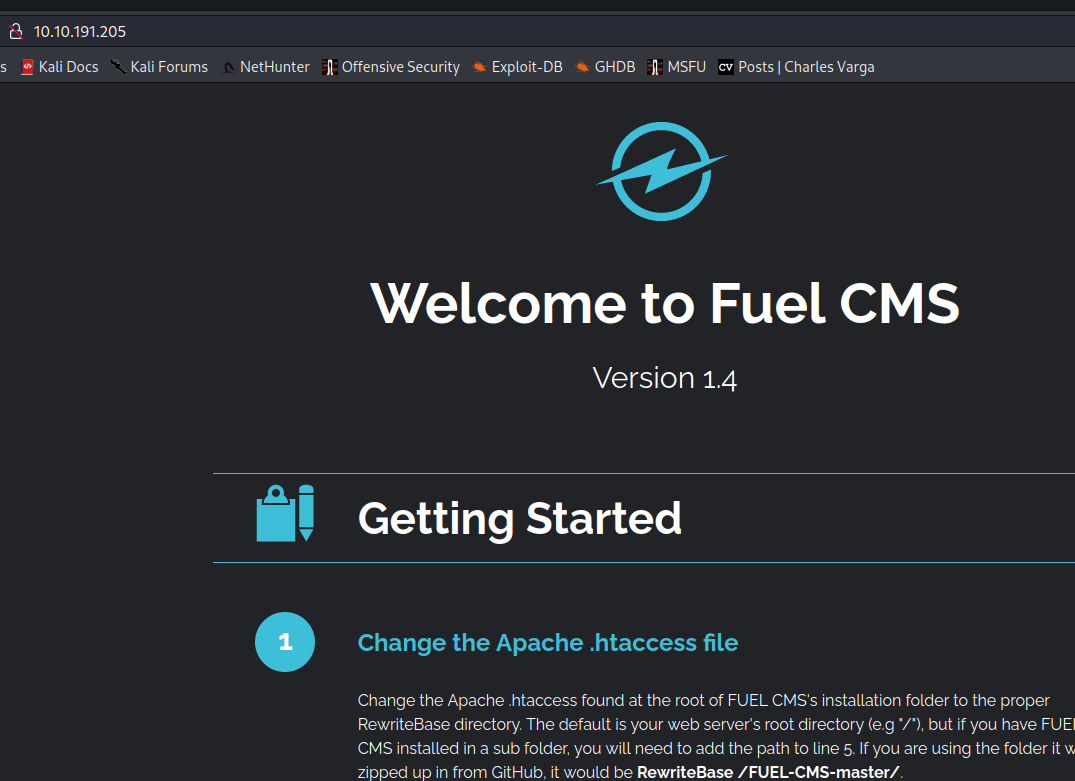 10.10.191.205
s Kali Docs Kali Forums NetHunter Offensive Security Exploit-DB GHDB MSFU CV Posts | Charles Varga
Welcome to Fuel CMS
Version 1.4
Getting Started
1 Change the Apache .htaccess file
Change the Apache .htaccess found at the root of FUEL CMS's installation folder to the proper
RewriteBase directory. The default is your web server's root directory (e.g "/"), but if you have FUEL
CMS installed in a sub folder, you will need to add the path to line 5. If you are using the folder it w
zipped up in from GitHub, it would be RewriteBase /FUEL-CMS-master/.